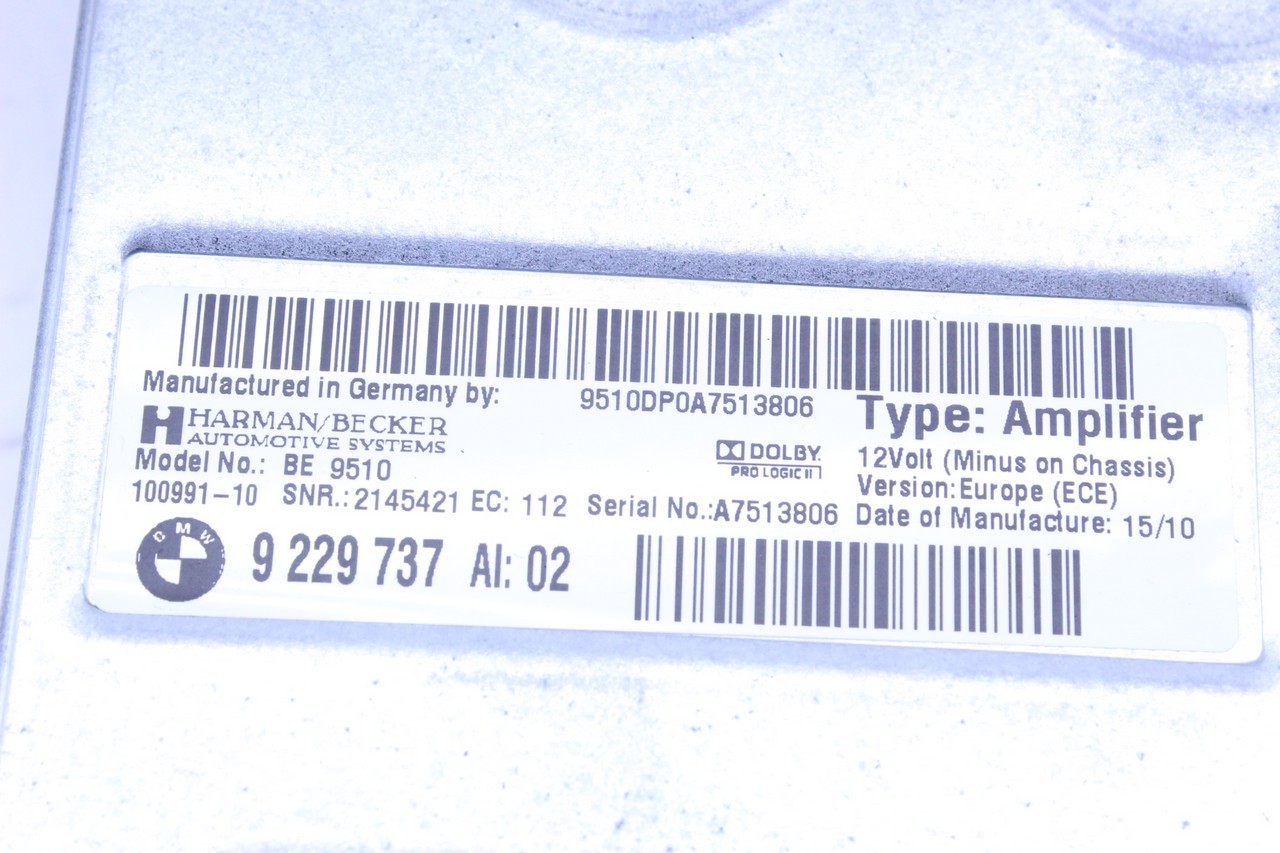 Manufactured in Germany by:
9510DP0A7513806
Type: Amplifier
HARMAN/BECKER
AUTOMOTIVE SYSTEMS
DOLBY
PRO LOGIC II
12Volt (Minus on Chassis)
Model No.: BE 9510
Version: Europe (ECE)
100991-10 SNR.: 2145421 EC: 112 Serial No.:A7513806 Date of Manufacture: 15/10
BMW
9 229 737 AI: 02